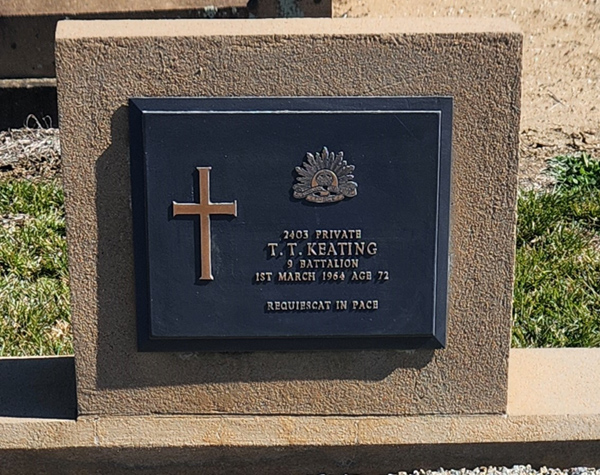 2403 PRIVATE
T. T. KEATING
9 BATTALION
1ST MARCH 1964 AGE 72
REQUIESCAT IN PACE